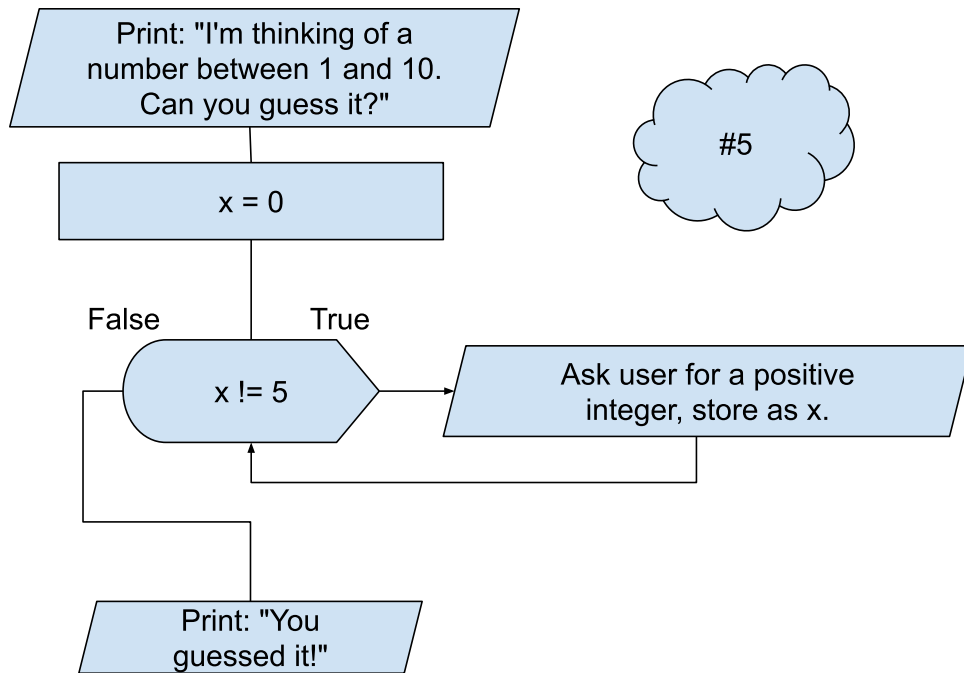 Print: "I'm thinking of a
number between 1 and 10.
Can you guess it?"
#5
x = 0
False
True
x != 5
Ask user for a positive
integer, store as x.
Print: "You
guessed it!"